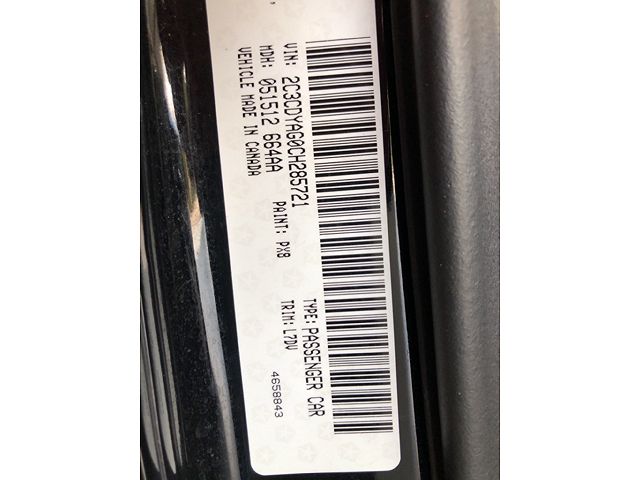 VIN: 2C3CDYAG0CH285721 TYPE: PASSENGER CAR
MDH: 051512 664AA PAINT: PX8 TRIM: L7DV
VEHICLE MADE IN CANADA 4658843